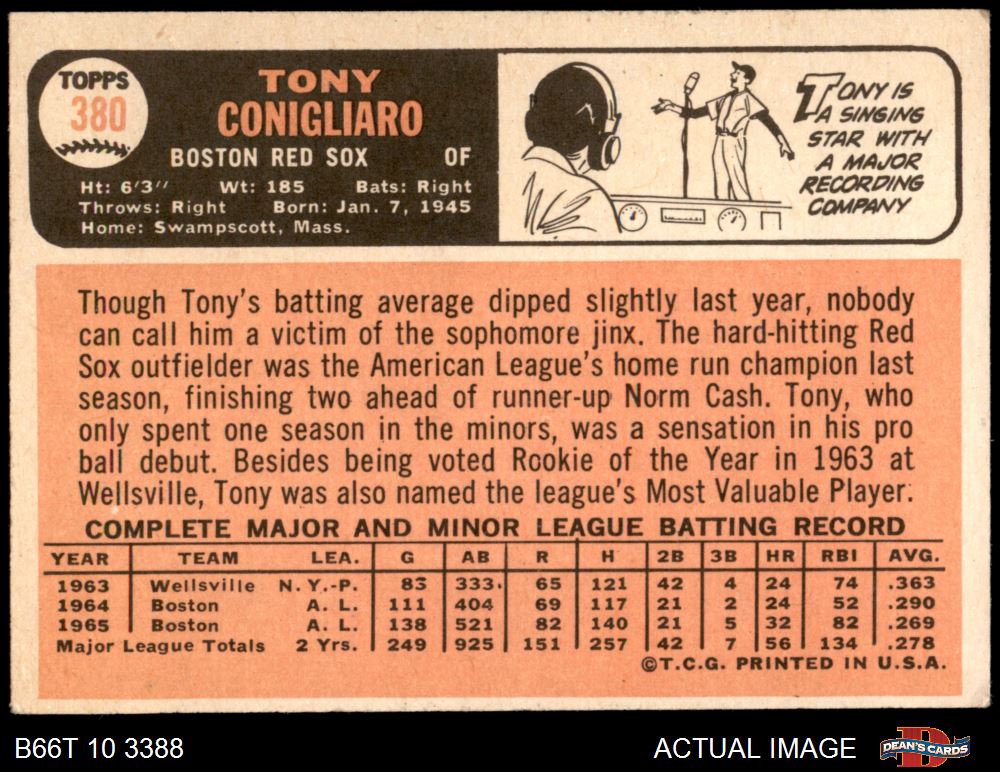 TOPPS
380
TONY
CONIGLIARO
BOSTON RED SOX OF
Ht: 6'3" Wt: 185 Bats: Right
Throws: Right Born: Jan. 7, 1945
Home: Swampscott, Mass.
TONY IS
A SINGING
STAR WITH
A MAJOR
RECORDING
COMPANY
Though Tony's batting average dipped slightly last year, nobody
can call him a victim of the sophomore jinx. The hard-hitting Red
Sox outfielder was the American League's home run champion last
season, finishing two ahead of runner-up Norm Cash. Tony, who
only spent one season in the minors, was a sensation in his pro
ball debut. Besides being voted Rookie of the Year in 1963 at
Wellsville, Tony was also named the league's Most Valuable Player.
COMPLETE MAJOR AND MINOR LEAGUE BATTING RECORD
YEAR TEAM LEA. G AB R H 2B 3B HR RBI AVG.
1963 Wellsville N.Y.-P. 83 333 65 121 42 4 24 74 .363
1964 Boston A. L. 111 404 69 117 21 2 24 52 .290
1965 Boston A. L. 138 521 82 140 21 5 32 82 .269
Major League Totals 2 Yrs. 249 925 151 257 42 7 56 134 .278
©T.C.G. PRINTED IN U.S.A.
B66T 10 3388
ACTUAL IMAGE
DEAN'S CARDS